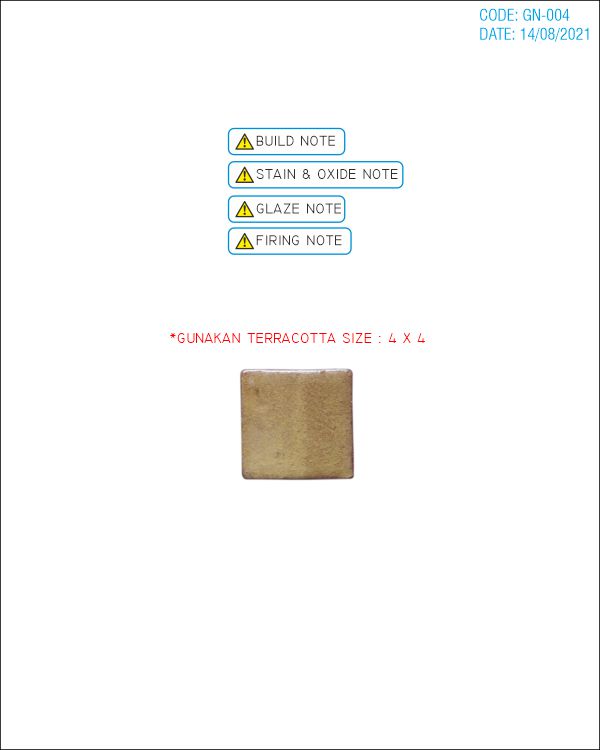 CODE: GN-004
DATE: 14/08/2021
BUILD NOTE
STAIN & OXIDE NOTE
GLAZE NOTE
FIRING NOTE
*GUNAKAN TERRACOTTA SIZE : 4 X 4